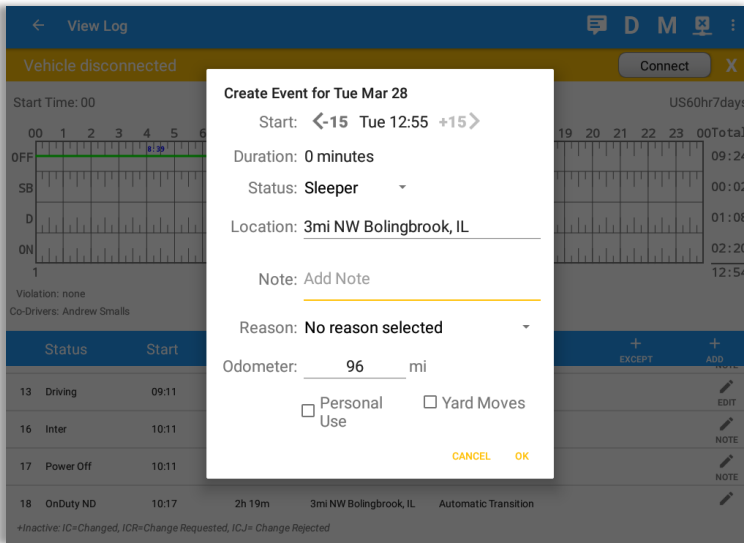 View Log
D M
Vehicle disconnected
Connect X
Start Time: 00
US60hr7days
00 1 2 3 4 5 6
19 20 21 22 23 00Total
8:39
OFF
09:24
SB
00:02
D
01:08
ON
02:20
1
12:54
Violation: none
Co-Drivers: Andrew Smalls
Create Event for Tue Mar 28
Start: -15 Tue 12:55 +15
Duration: 0 minutes
Status: Sleeper
Location: 3mi NW Bolingbrook, IL
Note: Add Note
Reason: No reason selected
Odometer: 96 mi
Personal Use
Yard Moves
CANCEL OK
Status Start
+ EXCEPT
+ ADD
NOTE
13 Driving 09:11
EDIT
16 Inter 10:11
NOTE
17 Power Off 10:11
NOTE
18 OnDuty ND 10:17 2h 19m 3mi NW Bolingbrook, IL Automatic Transition
+Inactive: IC=Changed, ICR=Change Requested, ICJ= Change Rejected